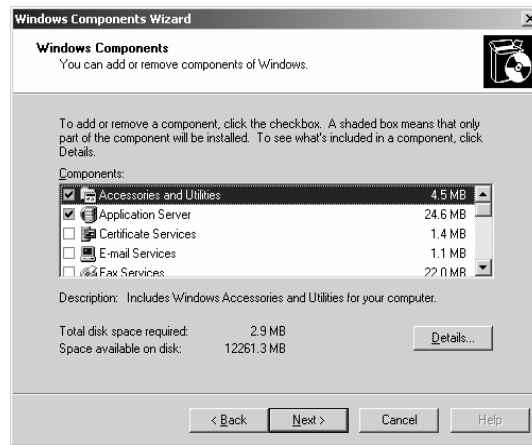 Windows Components Wizard
Windows Components
You can add or remove components of Windows.
To add or remove a component, click the checkbox. A shaded box means that only
part of the component will be installed. To see what's included in a component, click
Details.
Components:
Accessories and Utilities 4.5 MB
Application Server 24.6 MB
Certificate Services 1.4 MB
E-mail Services 1.1 MB
Fax Services 22.0 MB
Description: Includes Windows Accessories and Utilities for your computer.
Total disk space required: 2.9 MB
Space available on disk: 12261.3 MB
Details...
< Back Next > Cancel Help